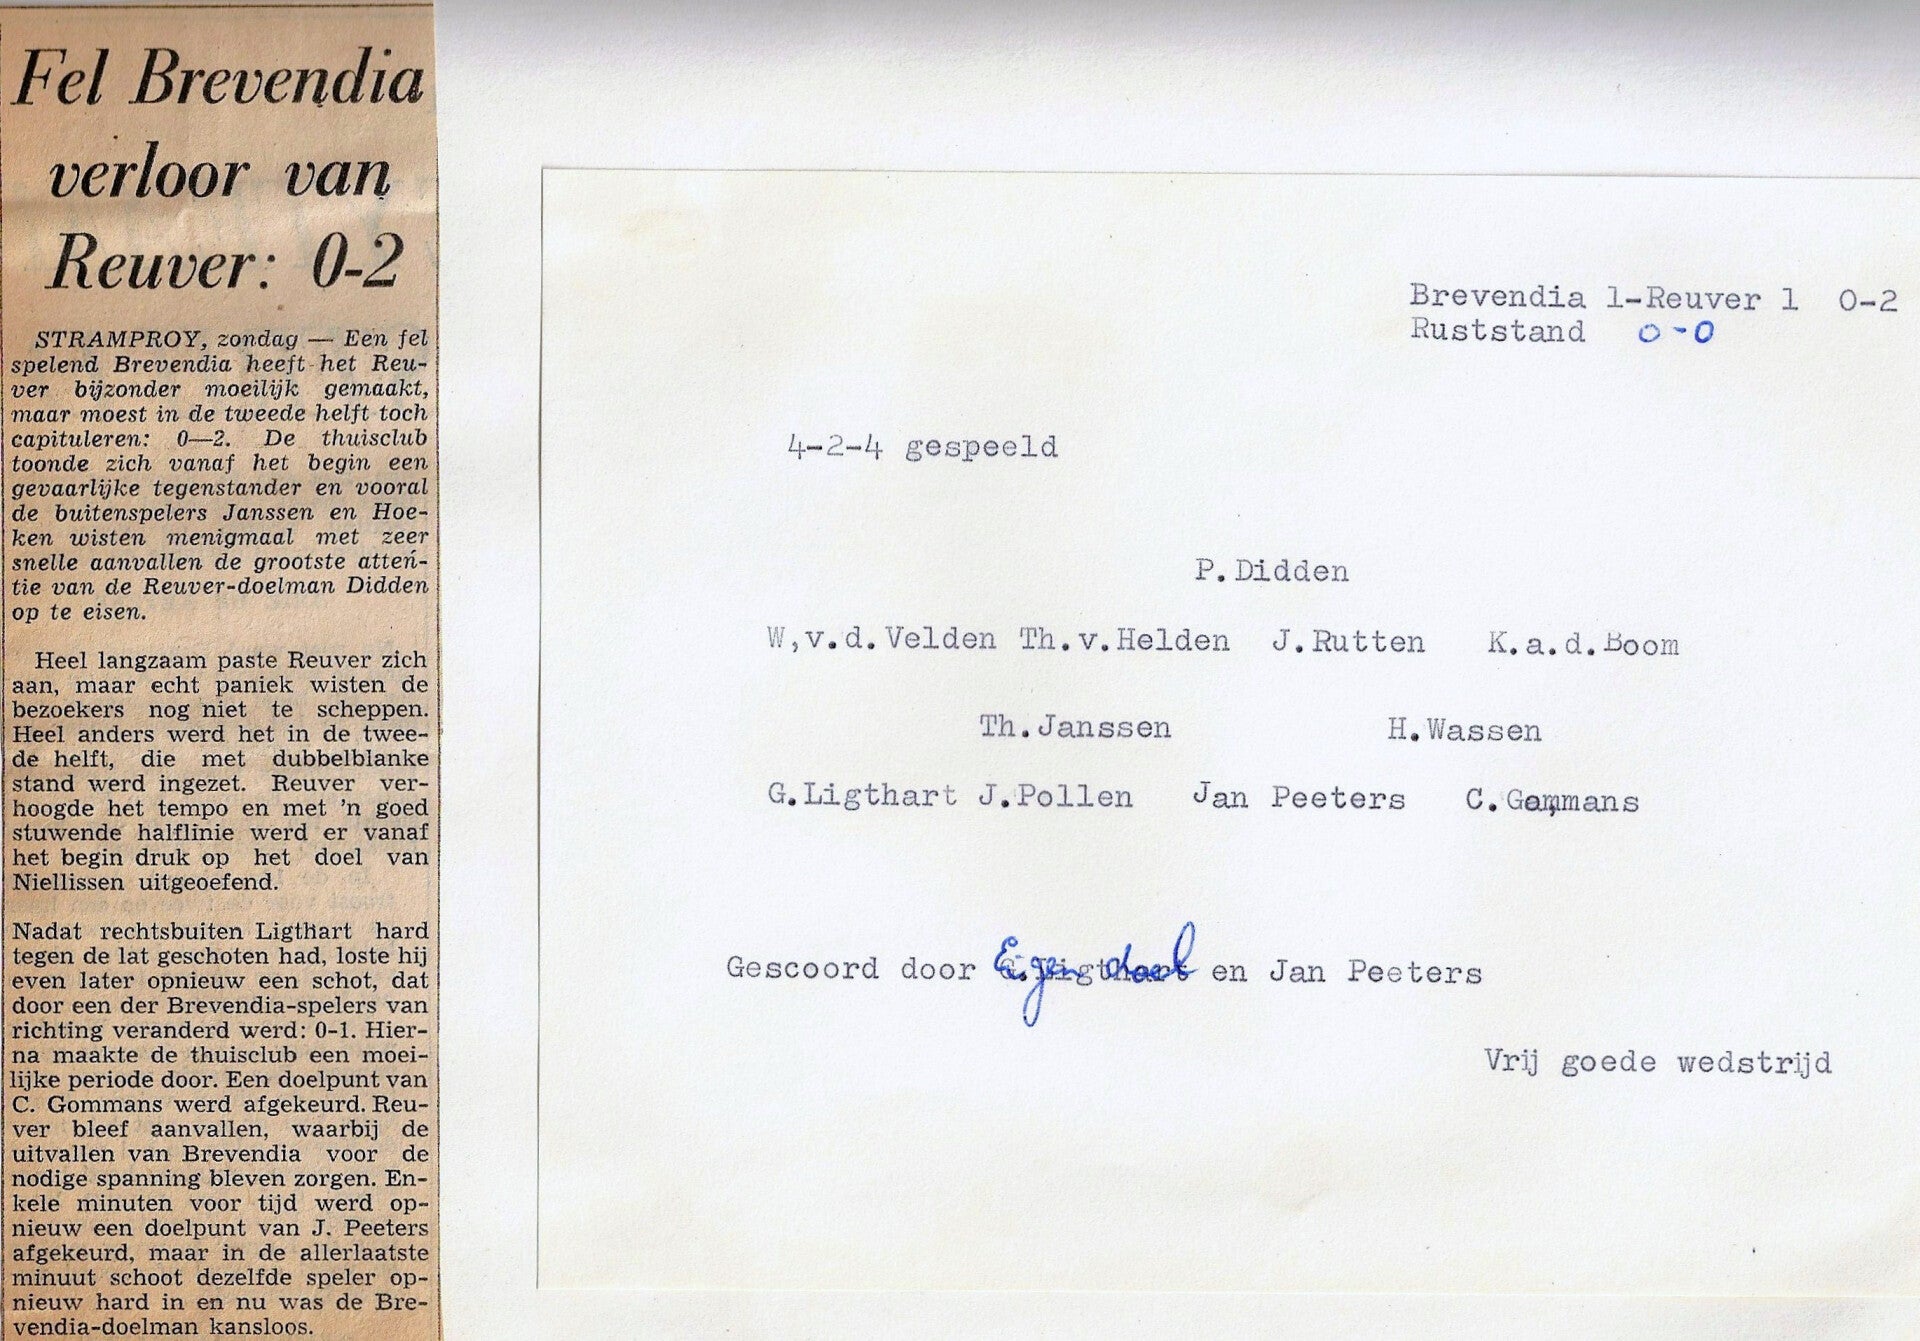 Fel Brevendia
verloor van
Reuver: 0-2
STRAMPROY, zondag — Een fel
spelend Brevendia heeft het Reu-
ver bijzonder moeilijk gemaakt,
maar moest in de tweede helft toch
capituleren: 0—2. De thuisclub
toonde zich vanaf het begin een
gevaarlijke tegenstander en vooral
de buitenspelers Janssen en Hoe-
ken wisten menigmaal met zeer
snelle aanvallen de grootste atten-
tie van de Reuver-doelman Didden
op te eisen.
Heel langzaam paste Reuver zich
aan, maar echt paniek wisten de
bezoekers nog niet te scheppen.
Heel anders werd het in de twee-
de helft, die met dubbelblanke
stand werd ingezet. Reuver ver-
hoogde het tempo en met 'n goed
stuwende halflinie werd er vanaf
het begin druk op het doel van
Niellissen uitgeoefend.
Nadat rechtsbuiten Ligthart hard
tegen de lat geschoten had, loste hij
even later opnieuw een schot, dat
door een der Brevendia-spelers van
richting veranderd werd: 0-1. Hier-
na maakte de thuisclub een moei-
lijke periode door. Een doelpunt van
C. Gommans werd afgekeurd. Reu-
ver bleef aanvallen, waarbij de
uitvallen van Brevendia voor de
nodige spanning bleven zorgen. En-
kele minuten voor tijd werd op-
nieuw een doelpunt van J. Peeters
afgekeurd, maar in de allerlaatste
minuut schoot dezelfde speler op-
nieuw hard in en nu was de Bre-
vendia-doelman kansloos.
Brevendia 1-Reuver 1 0-2
Ruststand 0-0
4-2-4 gespeeld
P.Didden
W,v.d.Velden Th.v.Helden J.Rutten K.a.d.Boom
Th.Janssen H.Wassen
G.Ligthart J.Pollen Jan Peeters C.Gommans
Gescoord door Eigen doel en Jan Peeters
Vrij goede wedstrijd